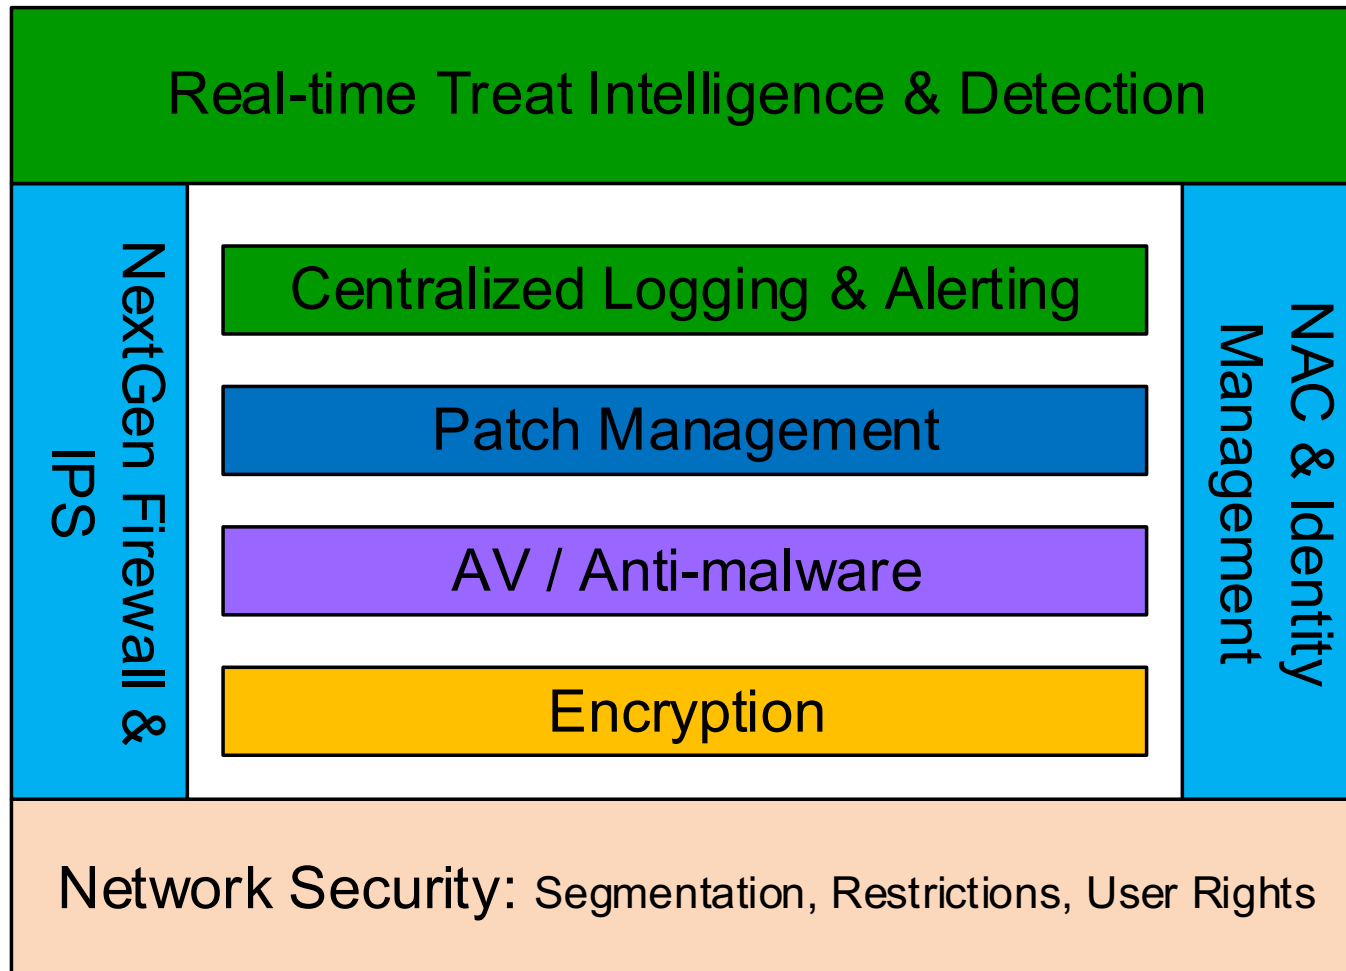 Real-time Treat Intelligence & Detection
NextGen Firewall &
IPS
Centralized Logging & Alerting
Patch Management
AV / Anti-malware
Encryption
NAC & Identity
Management
Network Security: Segmentation, Restrictions, User Rights